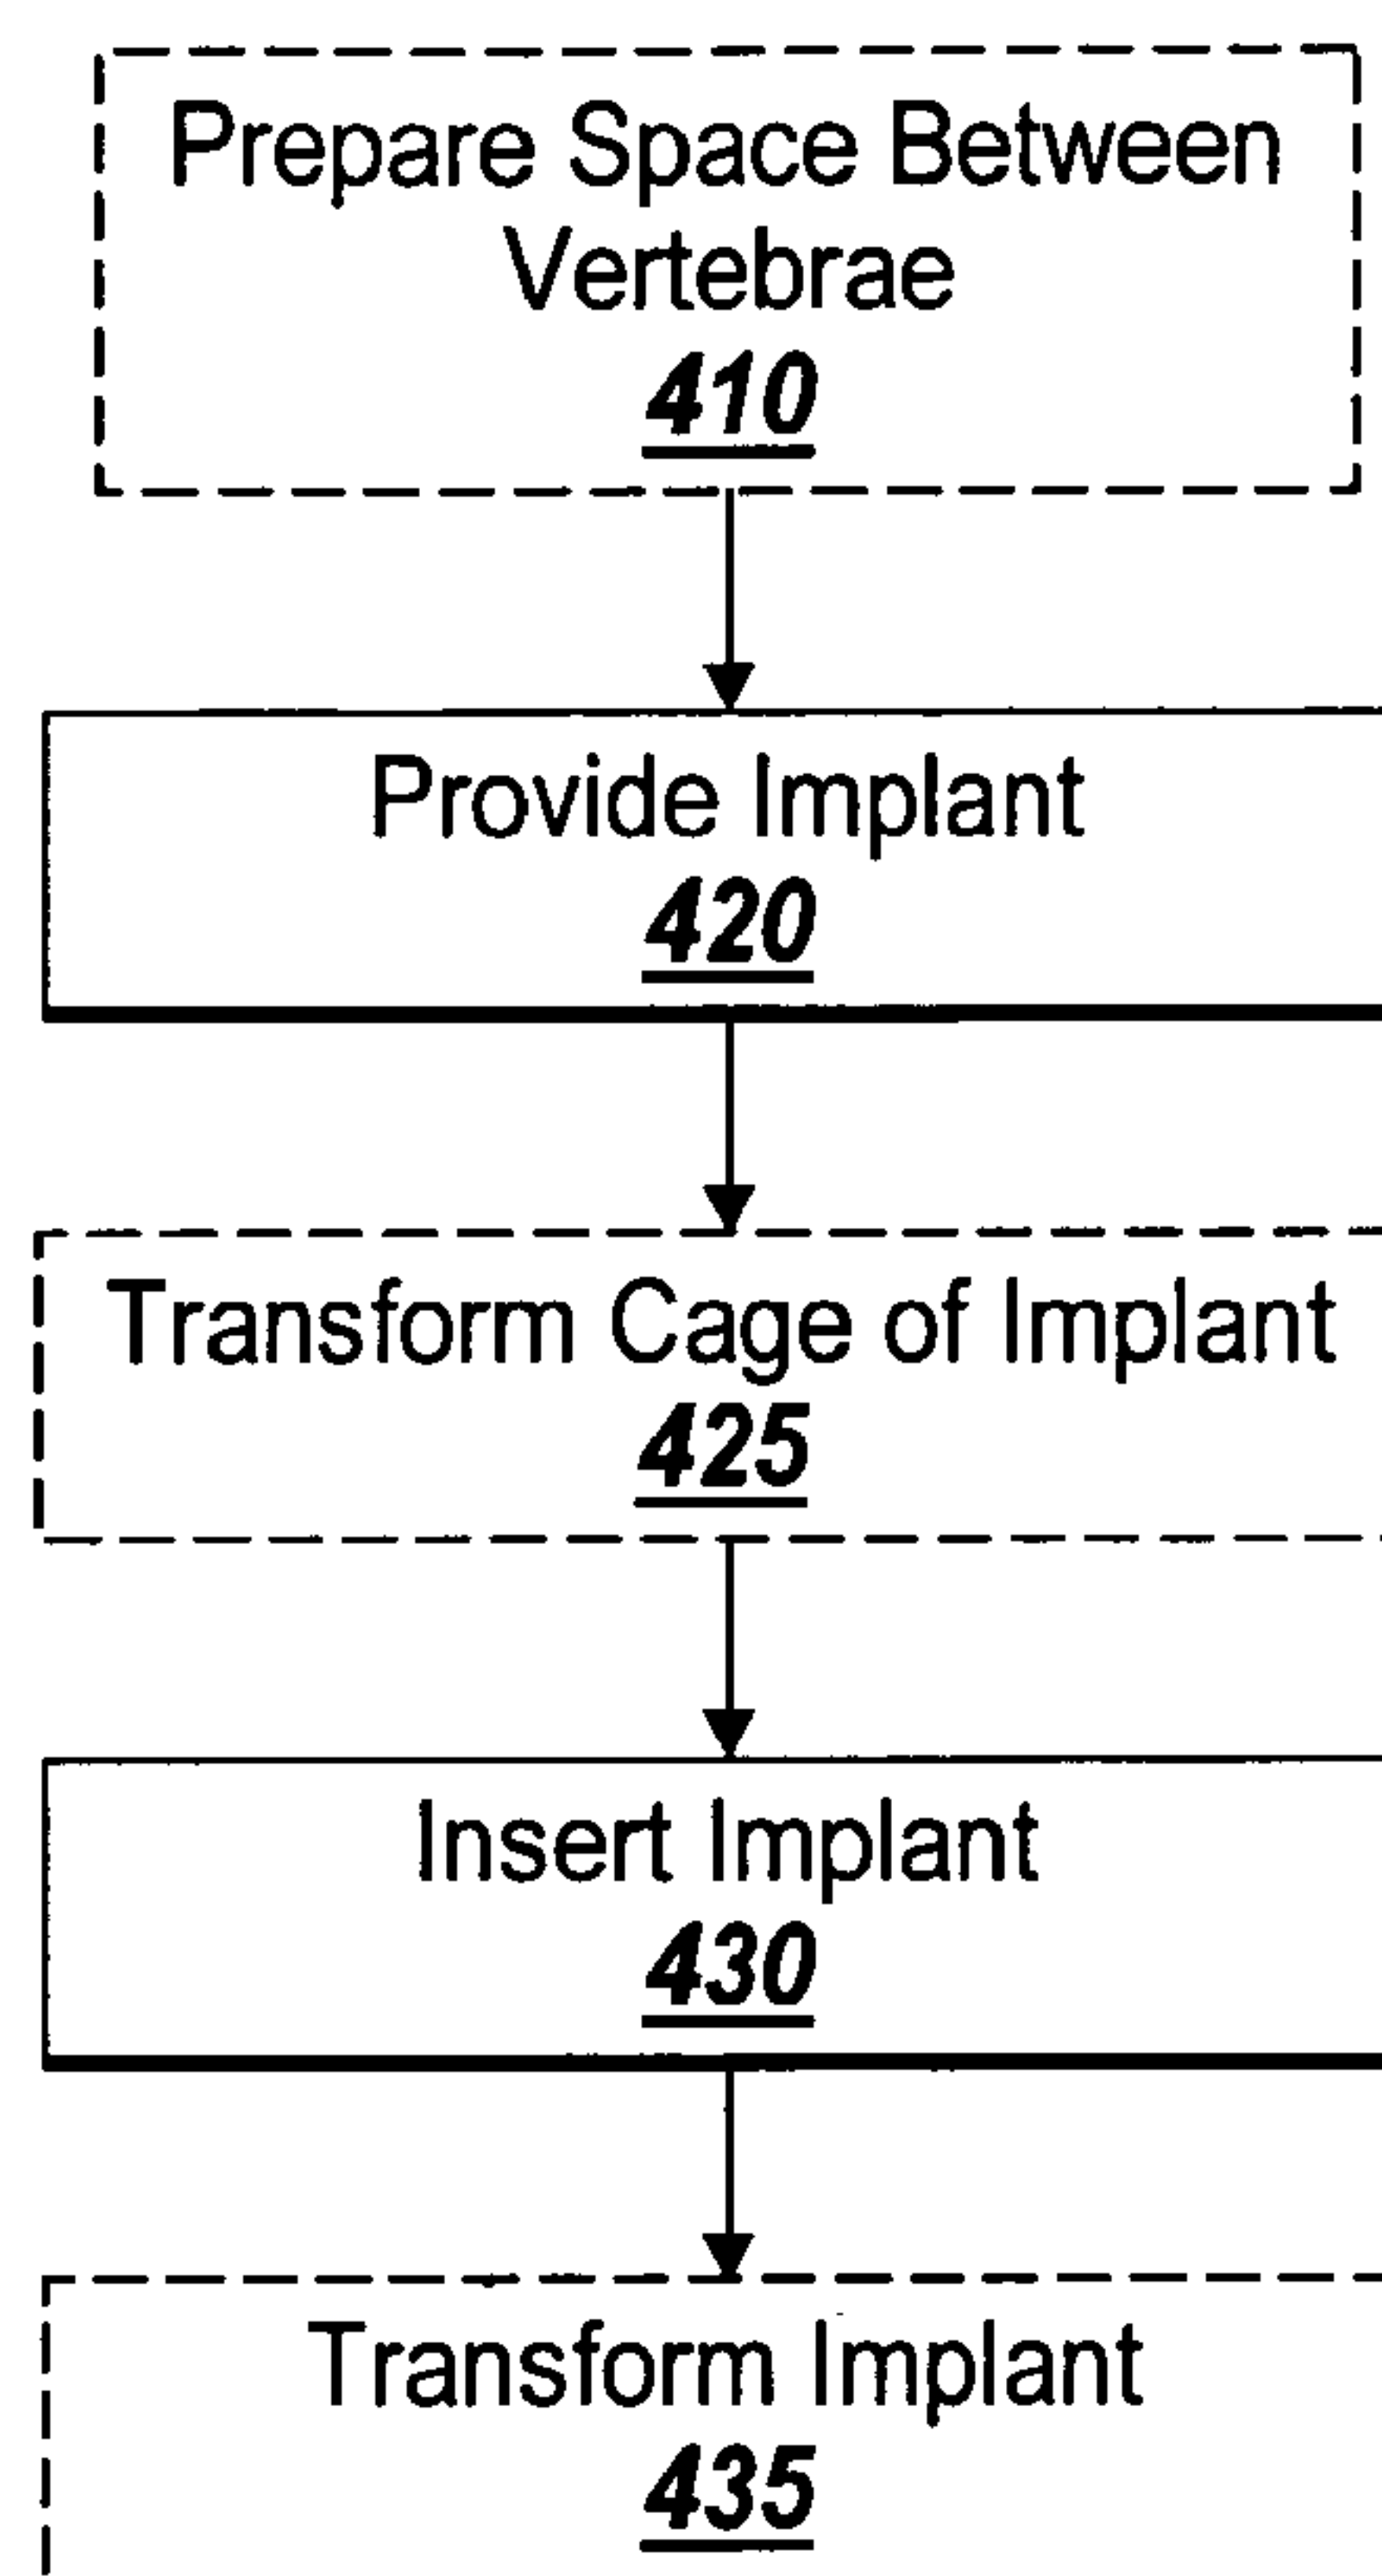 Prepare Space Between
Vertebrae
410
Provide Implant
420
Transform Cage of Implant
425
Insert Implant
430
Transform Implant
435